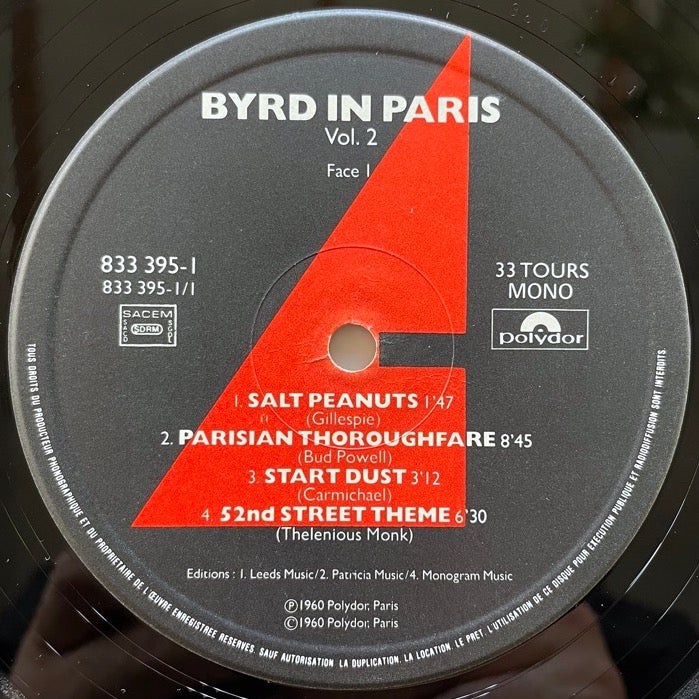 BYRD IN PARIS
Vol. 2
Face 1
833 395-1
833 395-1/1
SACEM
SACD SDRM SGDL
33 TOURS
MONO
polydor
1. SALT PEANUTS 1'47
(Gillespie)
2. PARISIAN THOROUGHFARE 8'45
(Bud Powell)
3. START DUST 3'12
(Carmichael)
4. 52nd STREET THEME 6'30
(Thelenious Monk)
Editions : 1. Leeds Music/2. Patricia Music/4. Monogram Music
Ⓟ1960 Polydor, Paris
©1960 Polydor, Paris
TOUS DROITS DU PRODUCTEUR PHONOGRAPHIQUE ET DU PROPRIETAIRE DE L'ŒUVRE ENREGISTREE RESERVES. SAUF AUTORISATION LA DUPLICATION. LA LOCATION. LE PRET. L'UTILISATION DE CE DISQUE POUR EXECUTION PUBLIQUE ET RADIODIFFUSION SONT INTERDITS.